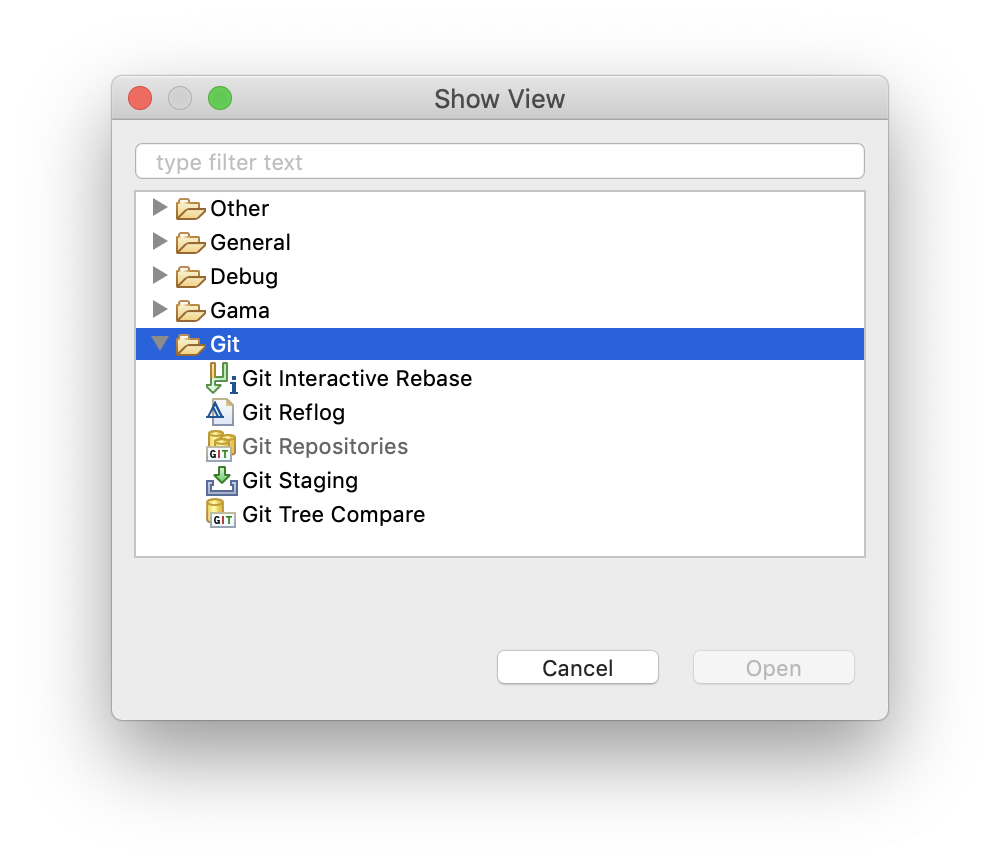 Show View
type filter text
Other
General
Debug
Gama
Git
Git Interactive Rebase
Git Reflog
GIT Git Repositories
Git Staging
GIT Git Tree Compare
Cancel Open